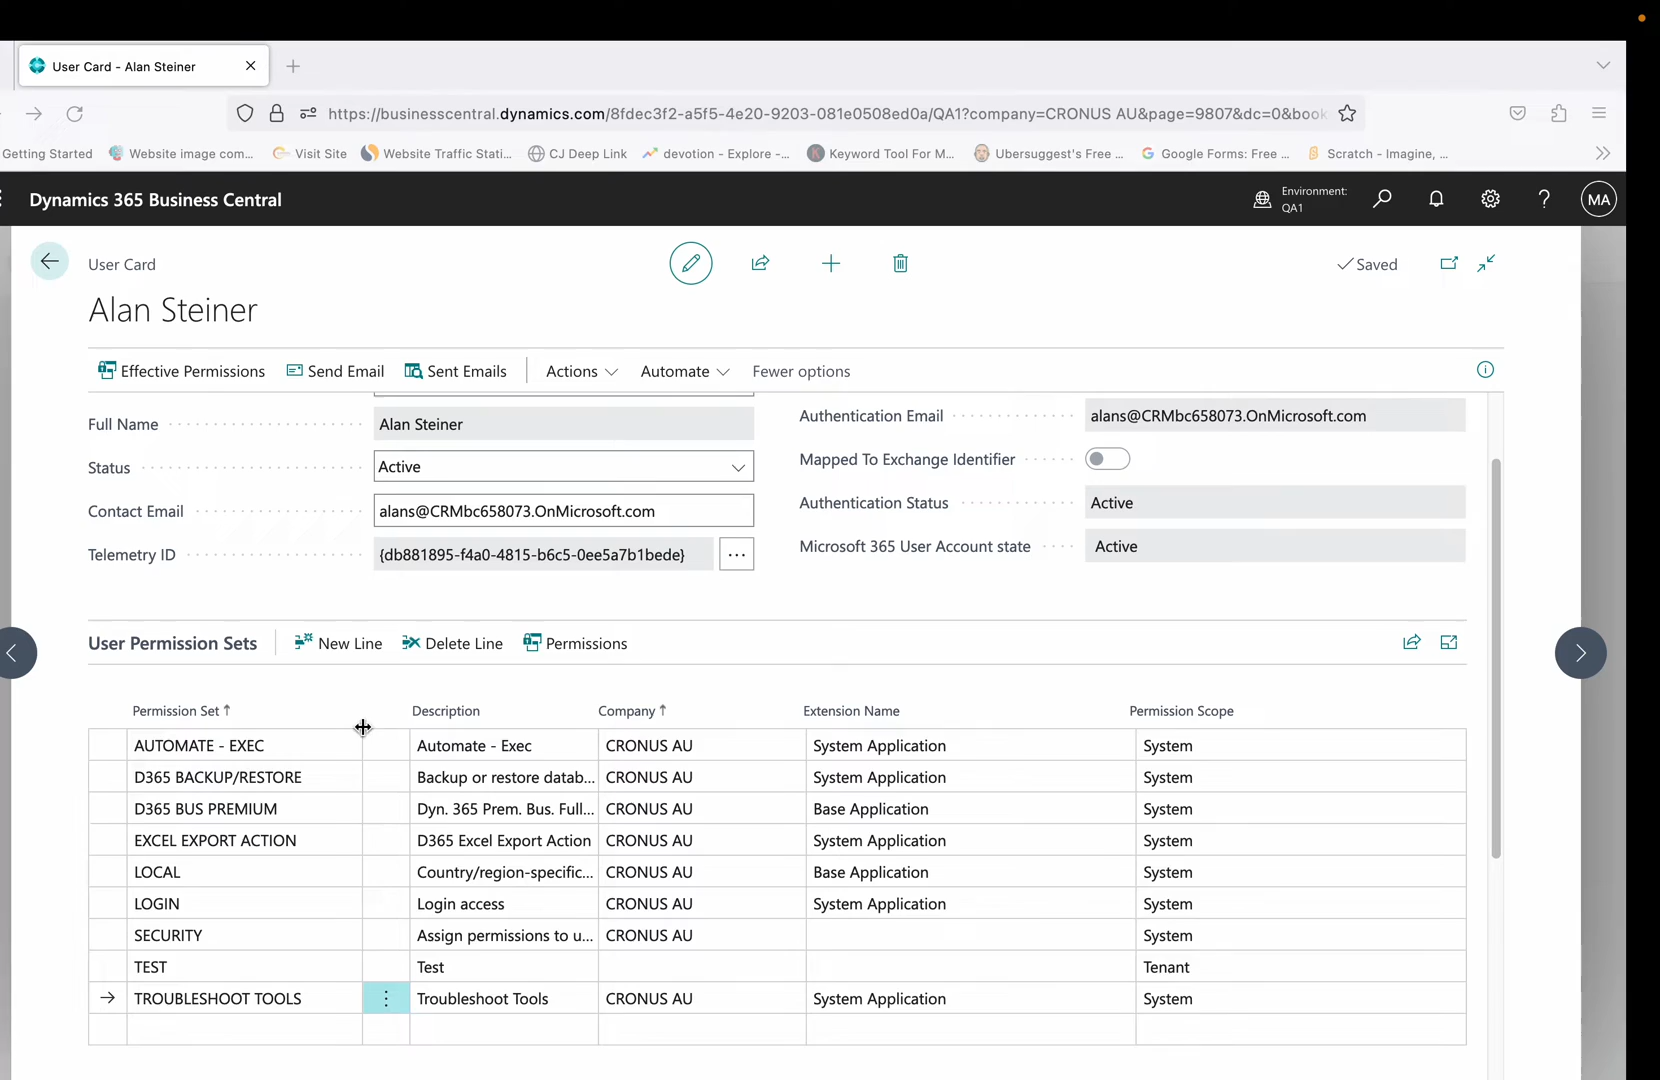 User Card - Alan Steiner
https://businesscentral.dynamics.com/8fdec3f2-a5f5-4e20-9203-081e0508ed0a/QA1?company=CRONUS AU&page=9807&dc=0&book
Getting Started Website image com... Visit Site Website Traffic Stati... CJ Deep Link devotion - Explore -... Keyword Tool For M... Ubersuggest's Free ... Google Forms: Free ... Scratch - Imagine, ...
Dynamics 365 Business Central
Environment:
QA1
MA
User Card
Saved
Alan Steiner
Effective Permissions Send Email Sent Emails Actions Automate Fewer options
Full Name Alan Steiner
Status Active
Contact Email alans@CRMbc658073.OnMicrosoft.com
Telemetry ID {db881895-f4a0-4815-b6c5-0ee5a7b1bede} ...
Authentication Email alans@CRMbc658073.OnMicrosoft.com
Mapped To Exchange Identifier
Authentication Status Active
Microsoft 365 User Account state Active
User Permission Sets New Line Delete Line Permissions
Permission Set ↑ Description Company ↑ Extension Name Permission Scope
AUTOMATE - EXEC Automate - Exec CRONUS AU System Application System
D365 BACKUP/RESTORE Backup or restore datab... CRONUS AU System Application System
D365 BUS PREMIUM Dyn. 365 Prem. Bus. Full... CRONUS AU Base Application System
EXCEL EXPORT ACTION D365 Excel Export Action CRONUS AU System Application System
LOCAL Country/region-specific... CRONUS AU Base Application System
LOGIN Login access CRONUS AU System Application System
SECURITY Assign permissions to u... CRONUS AU System
TEST Test Tenant
TROUBLESHOOT TOOLS Troubleshoot Tools CRONUS AU System Application System